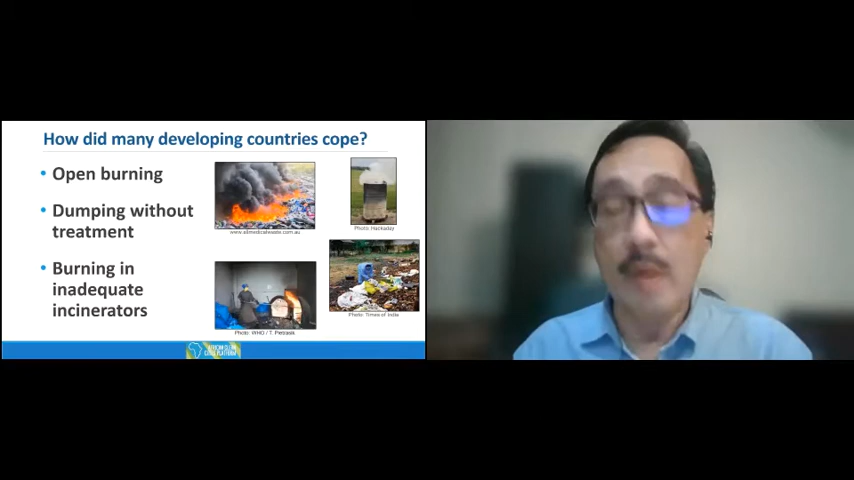 How did many developing countries cope?
• Open burning
• Dumping without
treatment
• Burning in
inadequate
incinerators
www.allmedicalwaste.com.au
Photo: Hackaday
Photo: WHO / T. Pietrasik
Photo: Times of India
AFRICAN CLEAN
CITIES PLATFORM